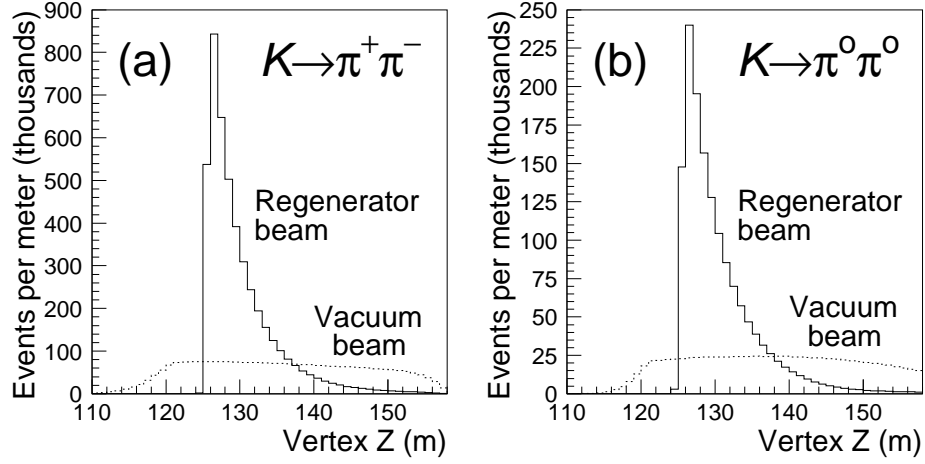 Events per meter (thousands)
900
800
700
600
500
400
300
200
100
0
(a)
K→π⁺π⁻
Regenerator
beam
Vacuum
beam
110 120 130 140 150
Vertex Z (m)
Events per meter (thousands)
250
225
200
175
150
125
100
75
50
25
0
(b)
K→π⁰π⁰
Regenerator
beam
Vacuum
beam
110 120 130 140 150
Vertex Z (m)